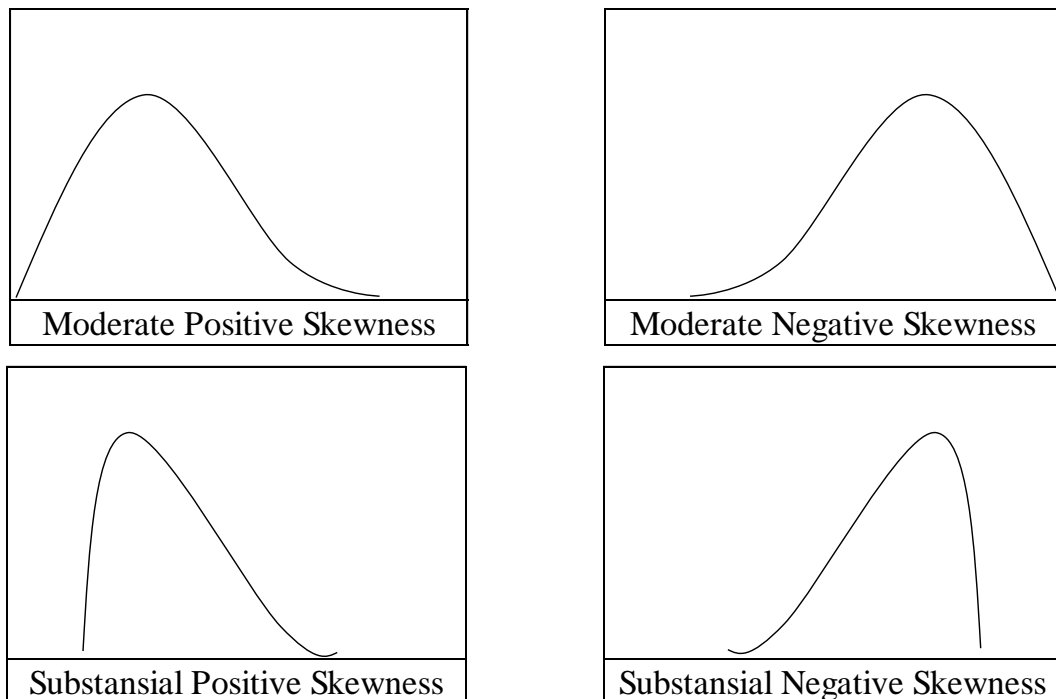 Moderate Positive Skewness
Moderate Negative Skewness
Substansial Positive Skewness
Substansial Negative Skewness